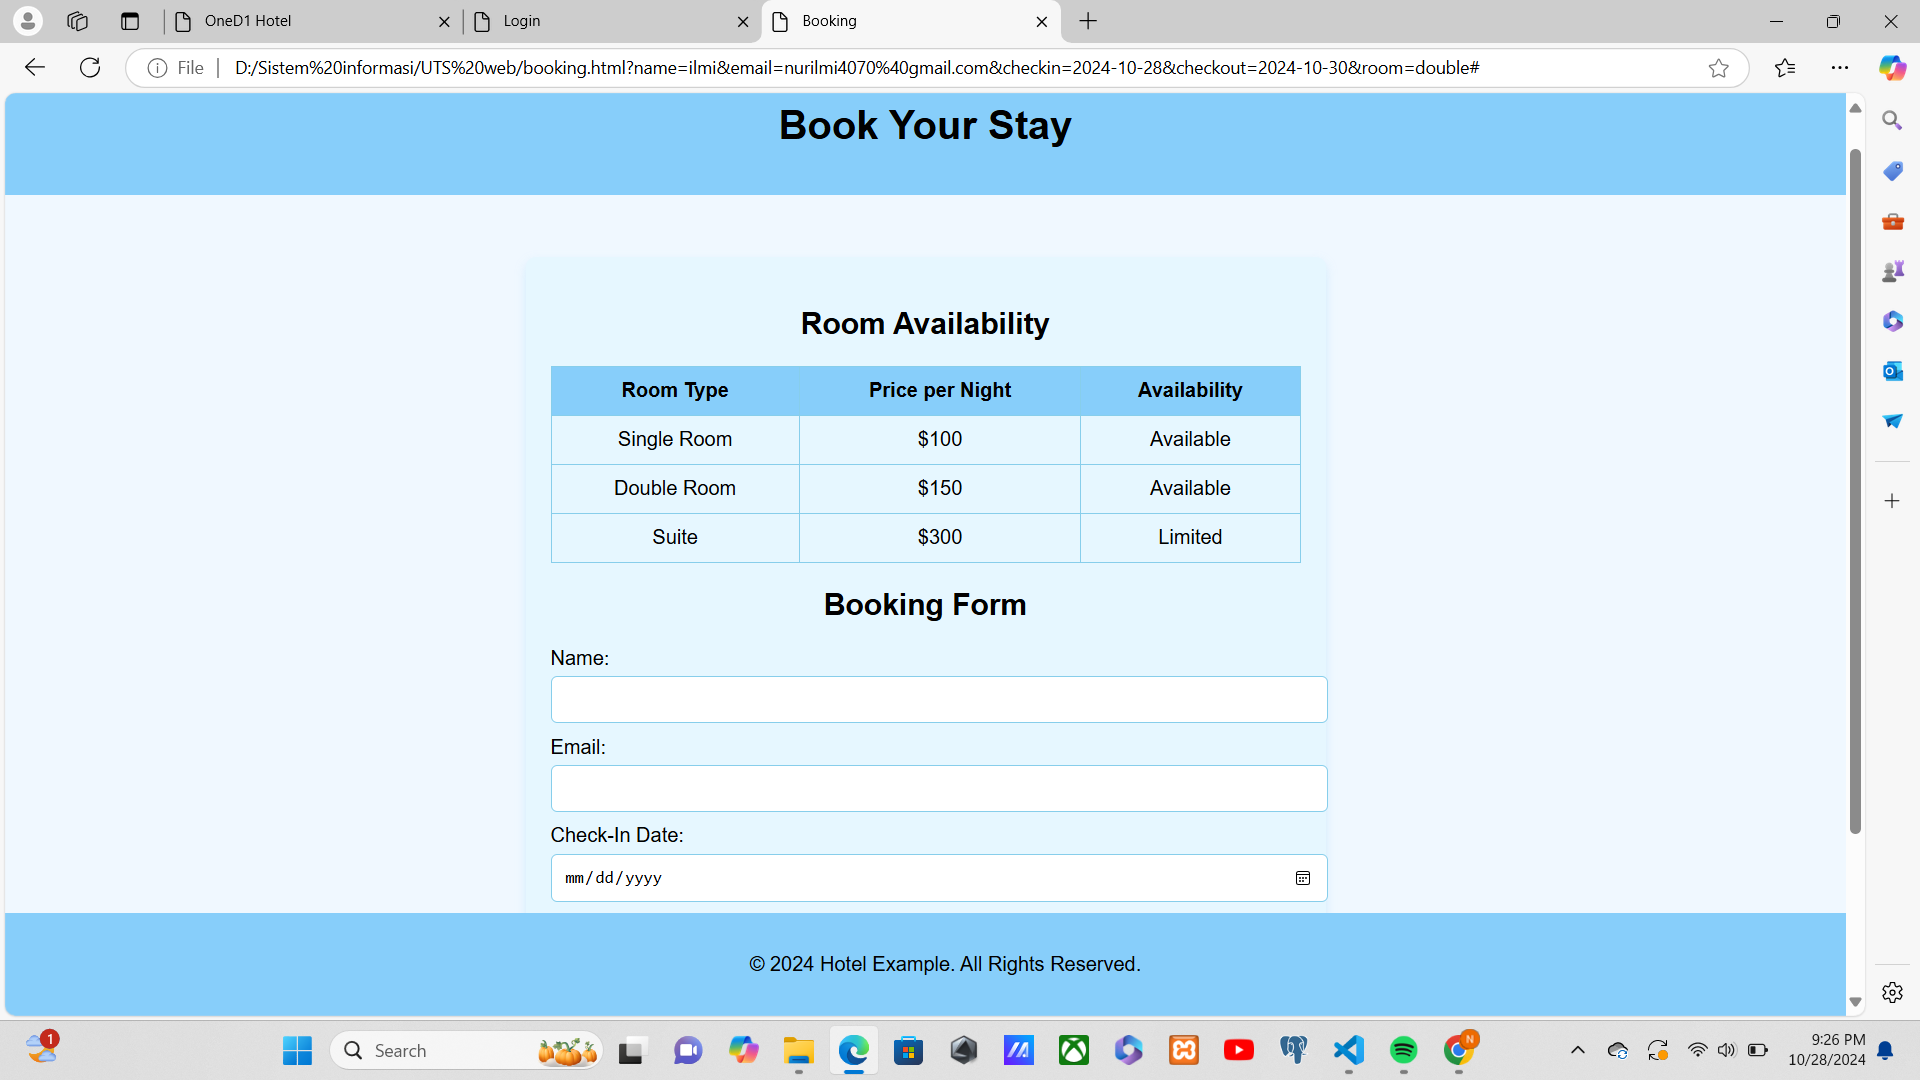 OneD1 Hotel
Login
Booking
File
D:/Sistem%20informasi/UTS%20web/booking.html?name=ilmi&email=nurilmi4070%40gmail.com&checkin=2024-10-28&checkout=2024-10-30&room=double#
Book Your Stay
Room Availability
Room Type Price per Night Availability
Single Room $100 Available
Double Room $150 Available
Suite $300 Limited
Booking Form
Name:
Email:
Check-In Date:
mm/dd/yyyy
© 2024 Hotel Example. All Rights Reserved.
1
Search
N
9:26 PM
10/28/2024